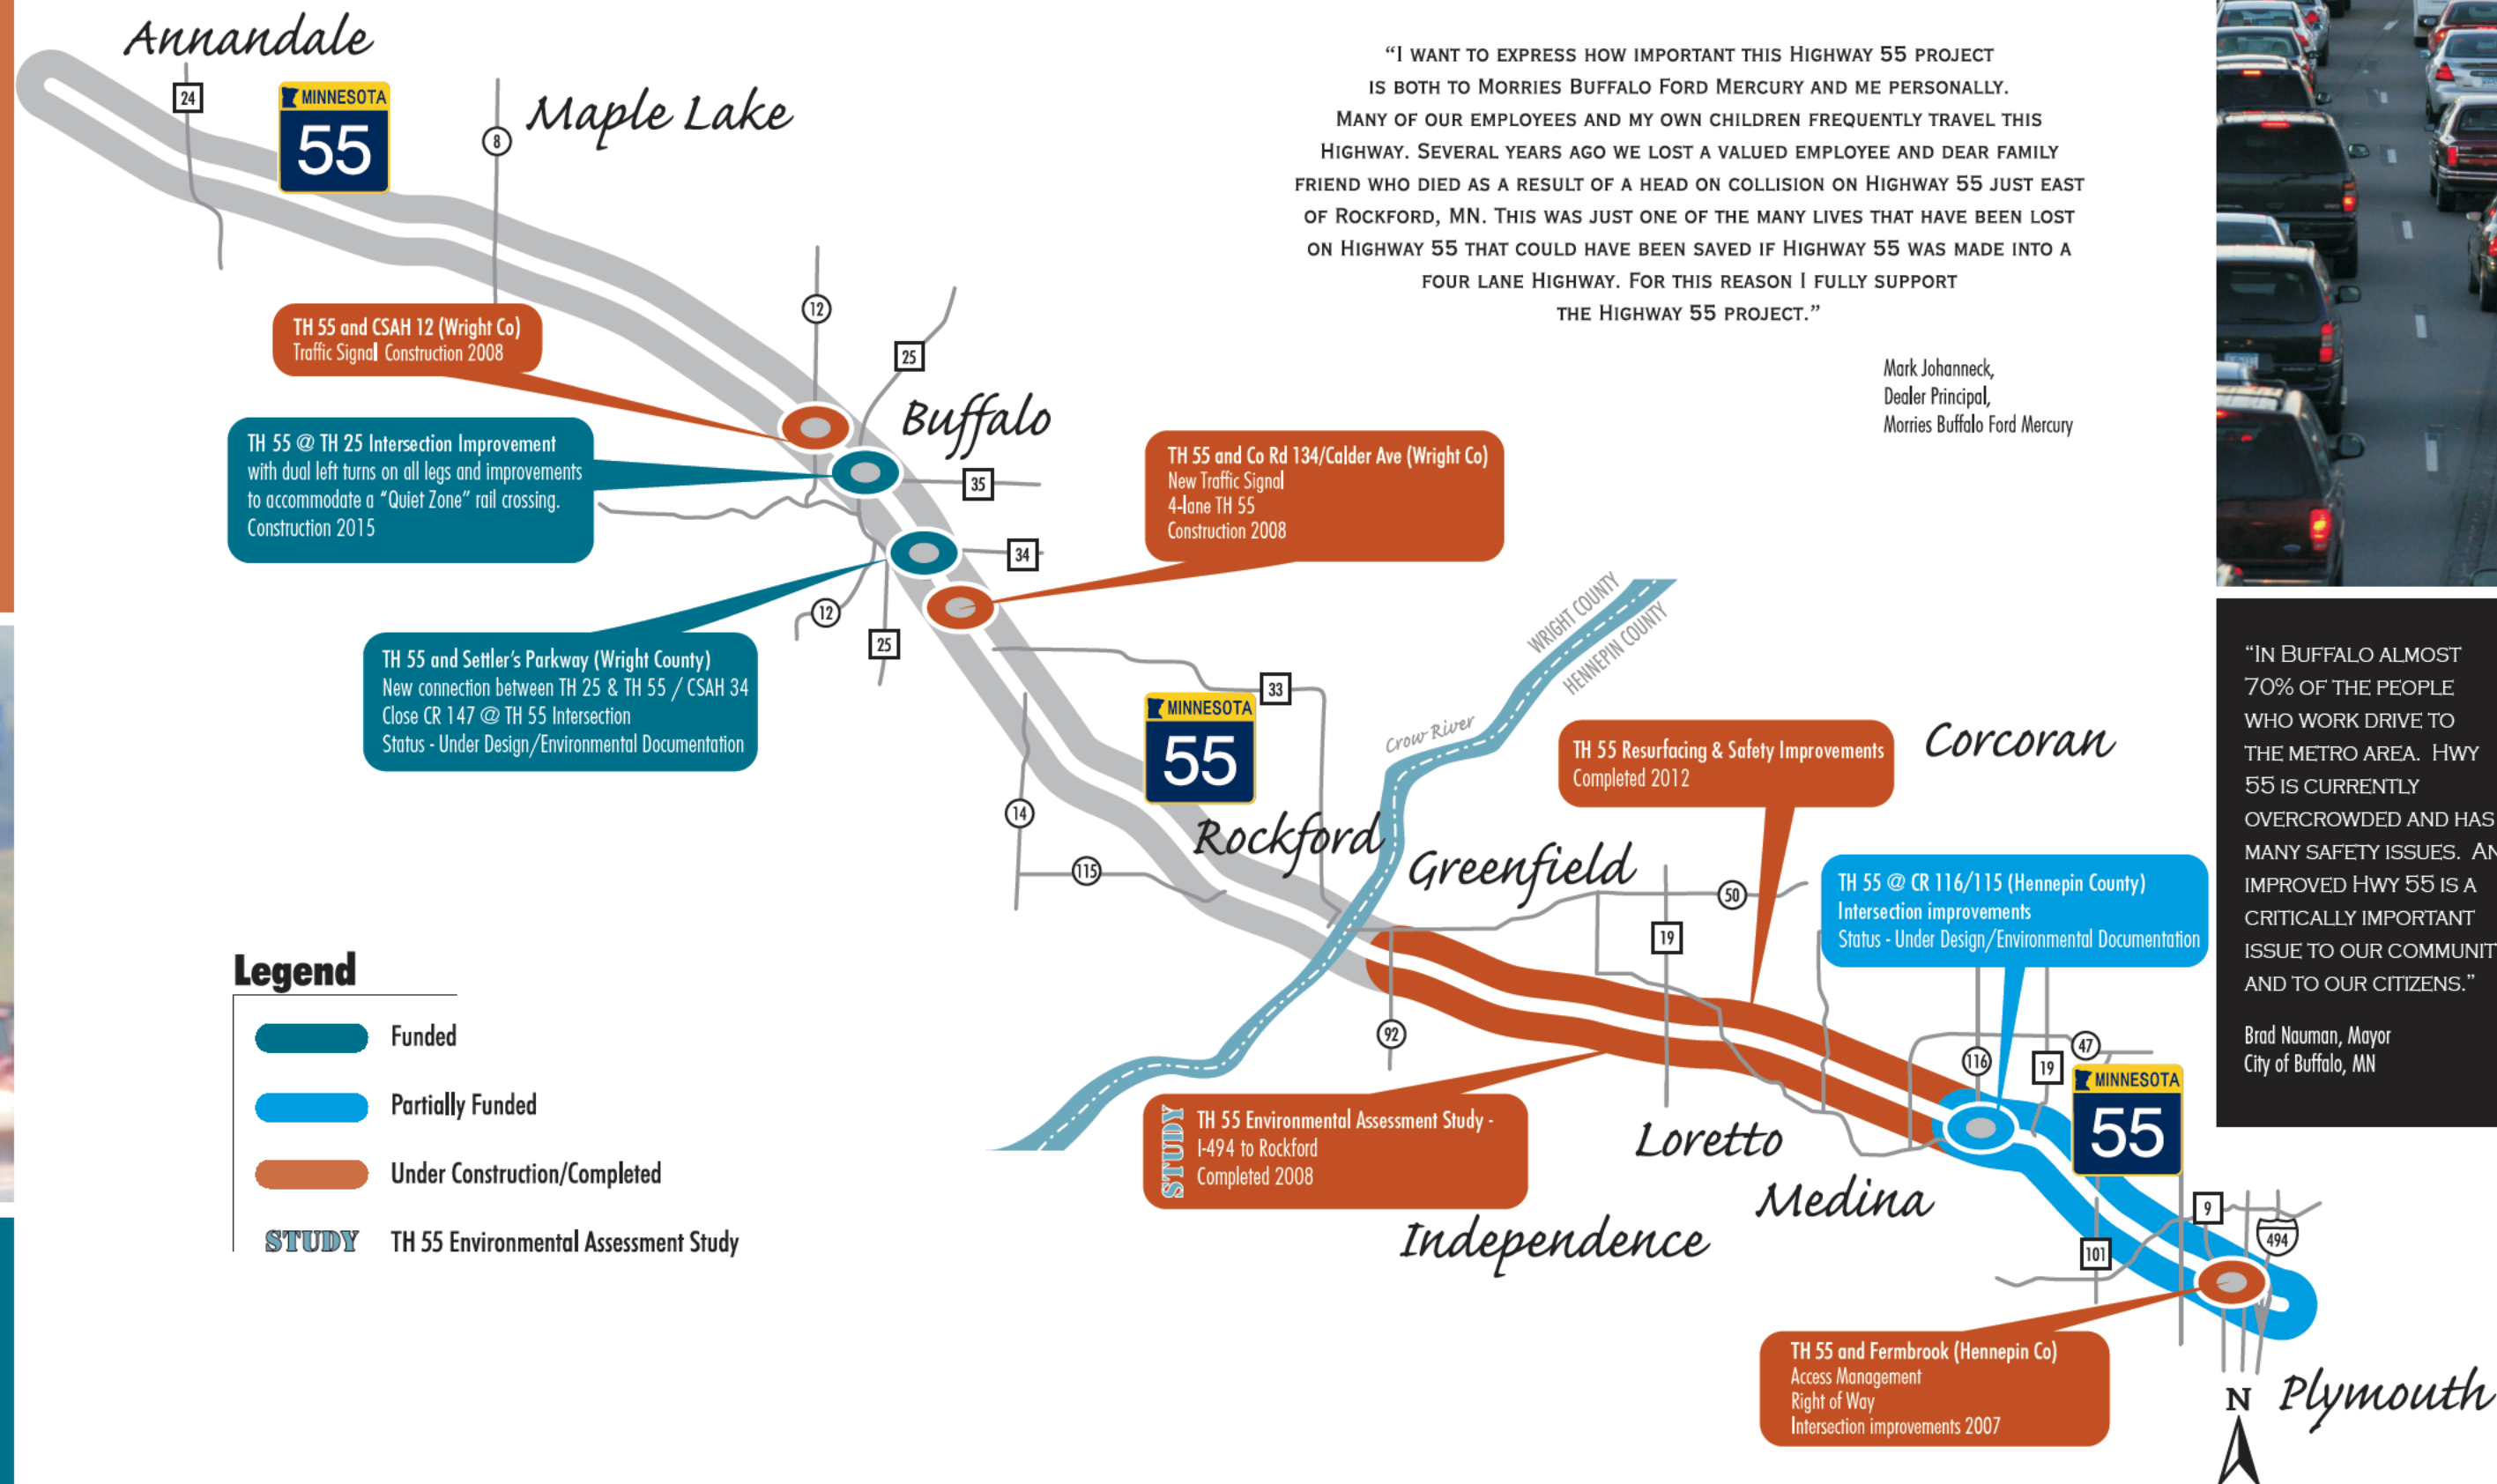 Annandale
24
MINNESOTA
55
8
Maple Lake
“I WANT TO EXPRESS HOW IMPORTANT THIS HIGHWAY 55 PROJECT
IS BOTH TO MORRIES BUFFALO FORD MERCURY AND ME PERSONALLY.
MANY OF OUR EMPLOYEES AND MY OWN CHILDREN FREQUENTLY TRAVEL THIS
HIGHWAY. SEVERAL YEARS AGO WE LOST A VALUED EMPLOYEE AND DEAR FAMILY
FRIEND WHO DIED AS A RESULT OF A HEAD ON COLLISION ON HIGHWAY 55 JUST EAST
OF ROCKFORD, MN. THIS WAS JUST ONE OF THE MANY LIVES THAT HAVE BEEN LOST
ON HIGHWAY 55 THAT COULD HAVE BEEN SAVED IF HIGHWAY 55 WAS MADE INTO A
FOUR LANE HIGHWAY. FOR THIS REASON I FULLY SUPPORT
THE HIGHWAY 55 PROJECT.”
Mark Johanneck,
Dealer Principal,
Morries Buffalo Ford Mercury
TH 55 and CSAH 12 (Wright Co)
Traffic Signal Construction 2008
12
25
Buffalo
TH 55 @ TH 25 Intersection Improvement
with dual left turns on all legs and improvements
to accommodate a “Quiet Zone” rail crossing.
Construction 2015
35
34
TH 55 and Co Rd 134/Calder Ave (Wright Co)
New Traffic Signal
4-lane TH 55
Construction 2008
12
25
TH 55 and Settler’s Parkway (Wright County)
New connection between TH 25 & TH 55 / CSAH 34
Close CR 147 @ TH 55 Intersection
Status - Under Design/Environmental Documentation
WRIGHT COUNTY
HENNEPIN COUNTY
Crow River
33
MINNESOTA
55
14
115
Rockford
Greenfield
TH 55 Resurfacing & Safety Improvements
Completed 2012
Corcoran
50
19
92
TH 55 @ CR 116/115 (Hennepin County)
Intersection improvements
Status - Under Design/Environmental Documentation
116
19
47
MINNESOTA
55
“IN BUFFALO ALMOST
70% OF THE PEOPLE
WHO WORK DRIVE TO
THE METRO AREA. HWY
55 IS CURRENTLY
OVERCROWDED AND HAS
MANY SAFETY ISSUES. AN
IMPROVED HWY 55 IS A
CRITICALLY IMPORTANT
ISSUE TO OUR COMMUNIT
AND TO OUR CITIZENS.”
Brad Nauman, Mayor
City of Buffalo, MN
STUDY
TH 55 Environmental Assessment Study -
I-494 to Rockford
Completed 2008
Loretto
Medina
Independence
9
494
101
TH 55 and Fermbrook (Hennepin Co)
Access Management
Right of Way
Intersection improvements 2007
N
Plymouth
Legend
Funded
Partially Funded
Under Construction/Completed
STUDY TH 55 Environmental Assessment Study